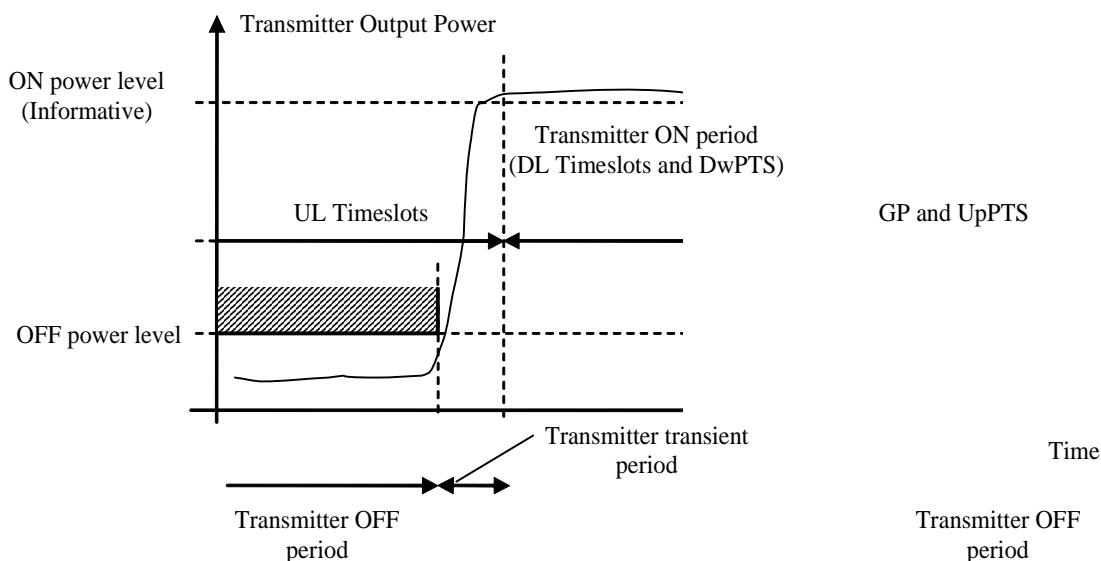 Transmitter Output Power
ON power level
(Informative)
Transmitter ON period
(DL Timeslots and DwPTS)
UL Timeslots
GP and UpPTS
OFF power level
Transmitter transient
period
Time
Transmitter OFF
period
Transmitter OFF
period